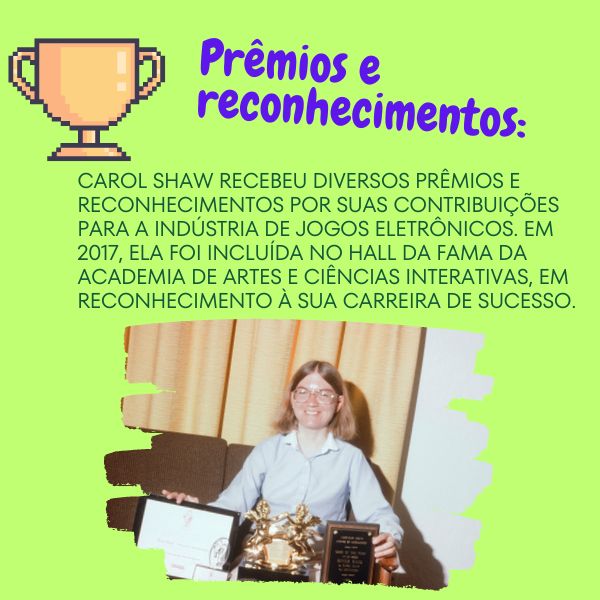 Prêmios e
reconhecimentos:
CAROL SHAW RECEBEU DIVERSOS PRÊMIOS E
RECONHECIMENTOS POR SUAS CONTRIBUIÇÕES
PARA A INDÚSTRIA DE JOGOS ELETRÔNICOS. EM
2017, ELA FOI INCLUÍDA NO HALL DA FAMA DA
ACADEMIA DE ARTES E CIÊNCIAS INTERATIVAS, EM
RECONHECIMENTO À SUA CARREIRA DE SUCESSO.